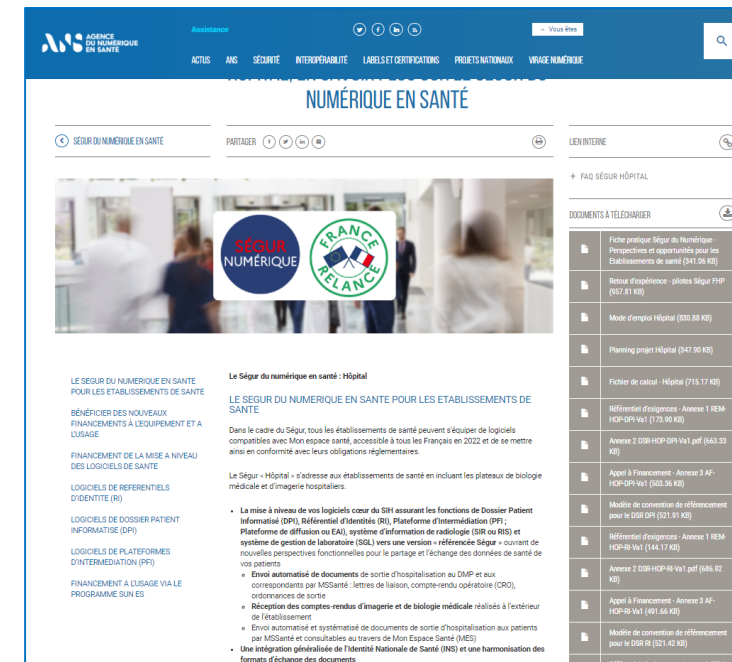 AGENCE
DU NUMÉRIQUE
EN SANTÉ
Assistance
Vous êtes
ACTUS ANS SÉCURITÉ INTEROPÉRABILITÉ LABELS ET CERTIFICATIONS PROJETS NATIONAUX VIRAGE NUMÉRIQUE
NUMÉRIQUE EN SANTÉ
SÉGUR DU NUMÉRIQUE EN SANTÉ
PARTAGER
SÉGUR
NUMÉRIQUE
FRANCE
RELANCE
LE SEGUR DU NUMERIQUE EN SANTE
POUR LES ETABLISSEMENTS DE SANTE
BÉNÉFICIER DES NOUVEAUX
FINANCEMENTS À L'EQUIPEMENT ET A
L'USAGE
FINANCEMENT DE LA MISE A NIVEAU
DES LOGICIELS DE SANTE
LOGICIELS DE REFERENTIELS
D'IDENTITE (RI)
LOGICIELS DE DOSSIER PATIENT
INFORMATISE (DPI)
LOGICIELS DE PLATEFORMES
D'INTERMEDIATION (PFI)
FINANCEMENT A L'USAGE VIA LE
PROGRAMME SUN ES
Le Ségur du numérique en santé : Hôpital
LE SEGUR DU NUMERIQUE EN SANTE POUR LES ETABLISSEMENTS DE
SANTE
Dans le cadre du Ségur, tous les établissements de santé peuvent s'équiper de logiciels
compatibles avec Mon espace santé, accessible à tous les Français en 2022 et de se mettre
ainsi en conformité avec leurs obligations réglementaires.
Le Ségur « Hôpital » s'adresse aux établissements de santé en incluant les plateaux de biologie
médicale et d'imagerie hospitaliers.
La mise à niveau de vos logiciels cœur du SIH assurant les fonctions de Dossier Patient
Informatisé (DPI), Référentiel d'Identités (RI), Plateforme d'Intermédiation (PFI ;
Plateforme de diffusion ou EAI), système d'information de radiologie (SIR ou RIS) et
système de gestion de laboratoire (SGL) vers une version « référencée Ségur » ouvrant de
nouvelles perspectives fonctionnelles pour le partage et l'échange des données de santé de
vos patients
Envoi automatisé de documents de sortie d'hospitalisation au DMP et aux
correspondants par MSSanté : lettres de liaison, compte-rendu opératoire (CRO),
ordonnances de sortie
Réception des comptes-rendus d'imagerie et de biologie médicale réalisés à l'extérieur
de l'établissement
Envoi automatisé et systématisé de documents de sortie d'hospitalisation aux patients
par MSSanté et consultables au travers de Mon Espace Santé (MES)
Une intégration généralisée de l'Identité Nationale de Santé (INS) et une harmonisation des
formats d'échange des documents
LIEN INTERNE
+ FAQ SÉGUR HÔPITAL
DOCUMENTS À TÉLÉCHARGER
Fiche pratique Ségur du Numérique -
Perspectives et opportunités pour les
Etablissements de santé (341.06 KB)
Retour d'expérience - pilotes Ségur FHP
(957.81 KB)
Mode d'emploi Hôpital (830.88 KB)
Planning projet Hôpital (347.90 KB)
Fichier de calcul - Hôpital (715.17 KB)
Référentiel d'exigences - Annexe 1 REM-
HOP-DPI-Va1 (173.90 KB)
Annexe 2 DSR-HOP-DPI-Va1.pdf (663.33
KB)
Appel à Financement - Annexe 3 AF-
HOP-DPI-Va1 (503.36 KB)
Modèle de convention de référencement
pour le DSR DPI (521.91 KB)
Référentiel d'exigences - Annexe 1 REM-
HOP-RI-Va1 (144.17 KB)
Annexe 2 DSR-HOP-RI-Va1.pdf (686.92
KB)
Appel à Financement - Annexe 3 AF-
HOP-RI-Va1 (491.66 KB)
Modèle de convention de référencement
pour le DSR RI (521.42 KB)